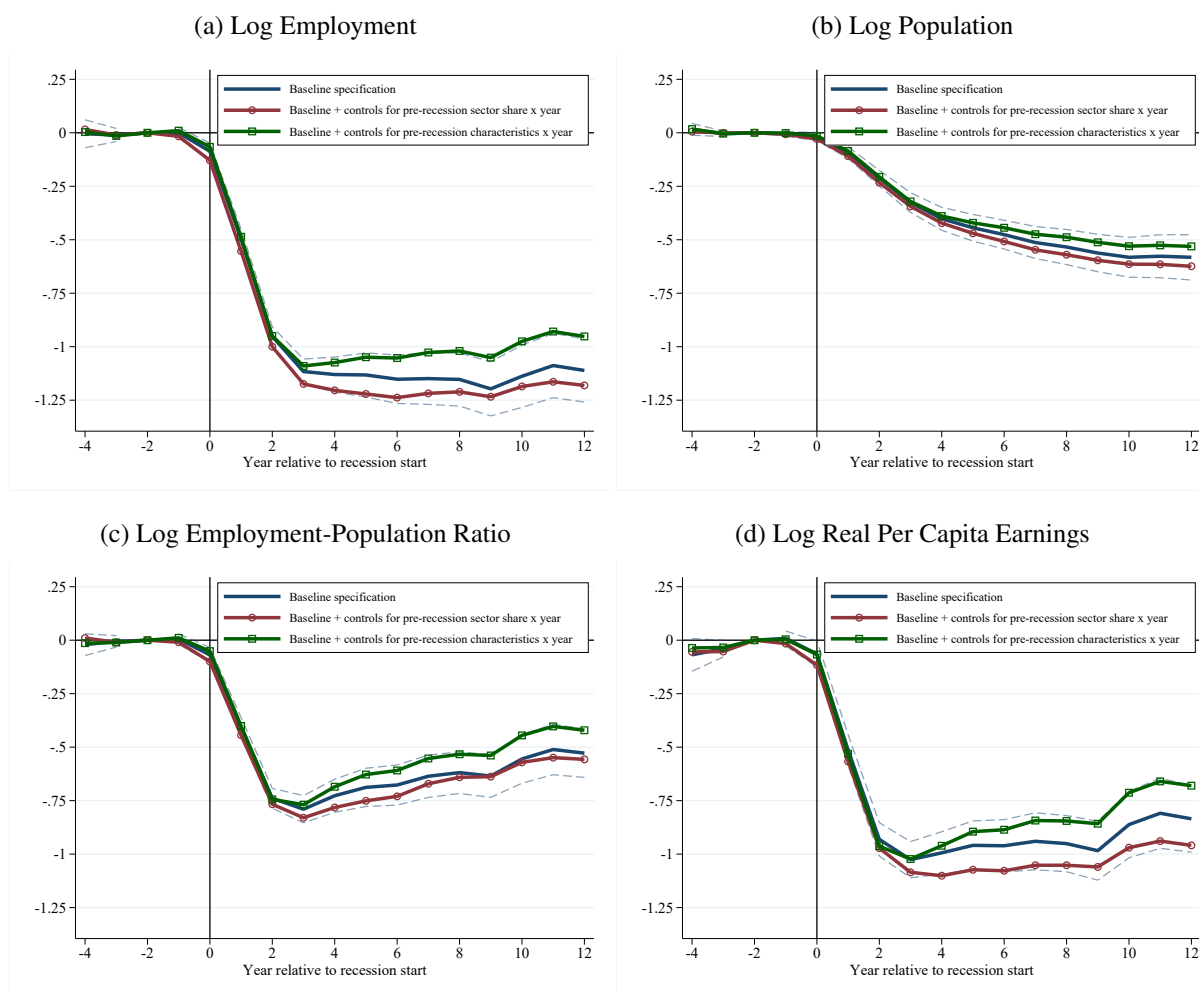 (a) Log Employment
.25
0
-.25
-.5
-.75
-1
-1.25
Baseline specification
Baseline + controls for pre-recession sector share x year
Baseline + controls for pre-recession characteristics x year
-4 -2 0 2 4 6 8 10 12
Year relative to recession start
(b) Log Population
.25
0
-.25
-.5
-.75
-1
-1.25
Baseline specification
Baseline + controls for pre-recession sector share x year
Baseline + controls for pre-recession characteristics x year
-4 -2 0 2 4 6 8 10 12
Year relative to recession start
(c) Log Employment-Population Ratio
.25
0
-.25
-.5
-.75
-1
-1.25
Baseline specification
Baseline + controls for pre-recession sector share x year
Baseline + controls for pre-recession characteristics x year
-4 -2 0 2 4 6 8 10 12
Year relative to recession start
(d) Log Real Per Capita Earnings
.25
0
-.25
-.5
-.75
-1
-1.25
Baseline specification
Baseline + controls for pre-recession sector share x year
Baseline + controls for pre-recession characteristics x year
-4 -2 0 2 4 6 8 10 12
Year relative to recession start